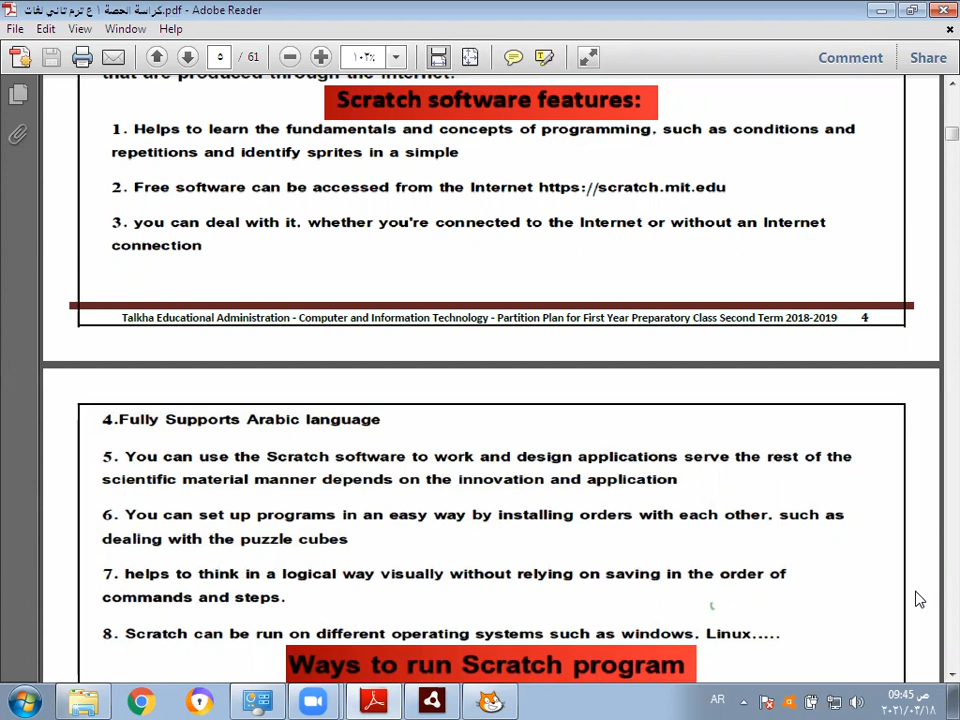 كراسة الحصة ١ ع ترم تاني لغات.pdf - Adobe Reader
File Edit View Window Help
٥ / 61 ١٠٢٪ Comment Share
that are produced through the internet.
Scratch software features:
1. Helps to learn the fundamentals and concepts of programming, such as conditions and
repetitions and identify sprites in a simple
2. Free software can be accessed from the Internet https://scratch.mit.edu
3. you can deal with it, whether you're connected to the Internet or without an Internet
connection
Talkha Educational Administration - Computer and Information Technology - Partition Plan for First Year Preparatory Class Second Term 2018-2019 4
4.Fully Supports Arabic language
5. You can use the Scratch software to work and design applications serve the rest of the
scientific material manner depends on the innovation and application
6. You can set up programs in an easy way by installing orders with each other, such as
dealing with the puzzle cubes
7. helps to think in a logical way visually without relying on saving in the order of
commands and steps.
8. Scratch can be run on different operating systems such as windows, Linux.....
Ways to run Scratch program
AR
09:45 ص
٢٠٢١/٠٣/١٨